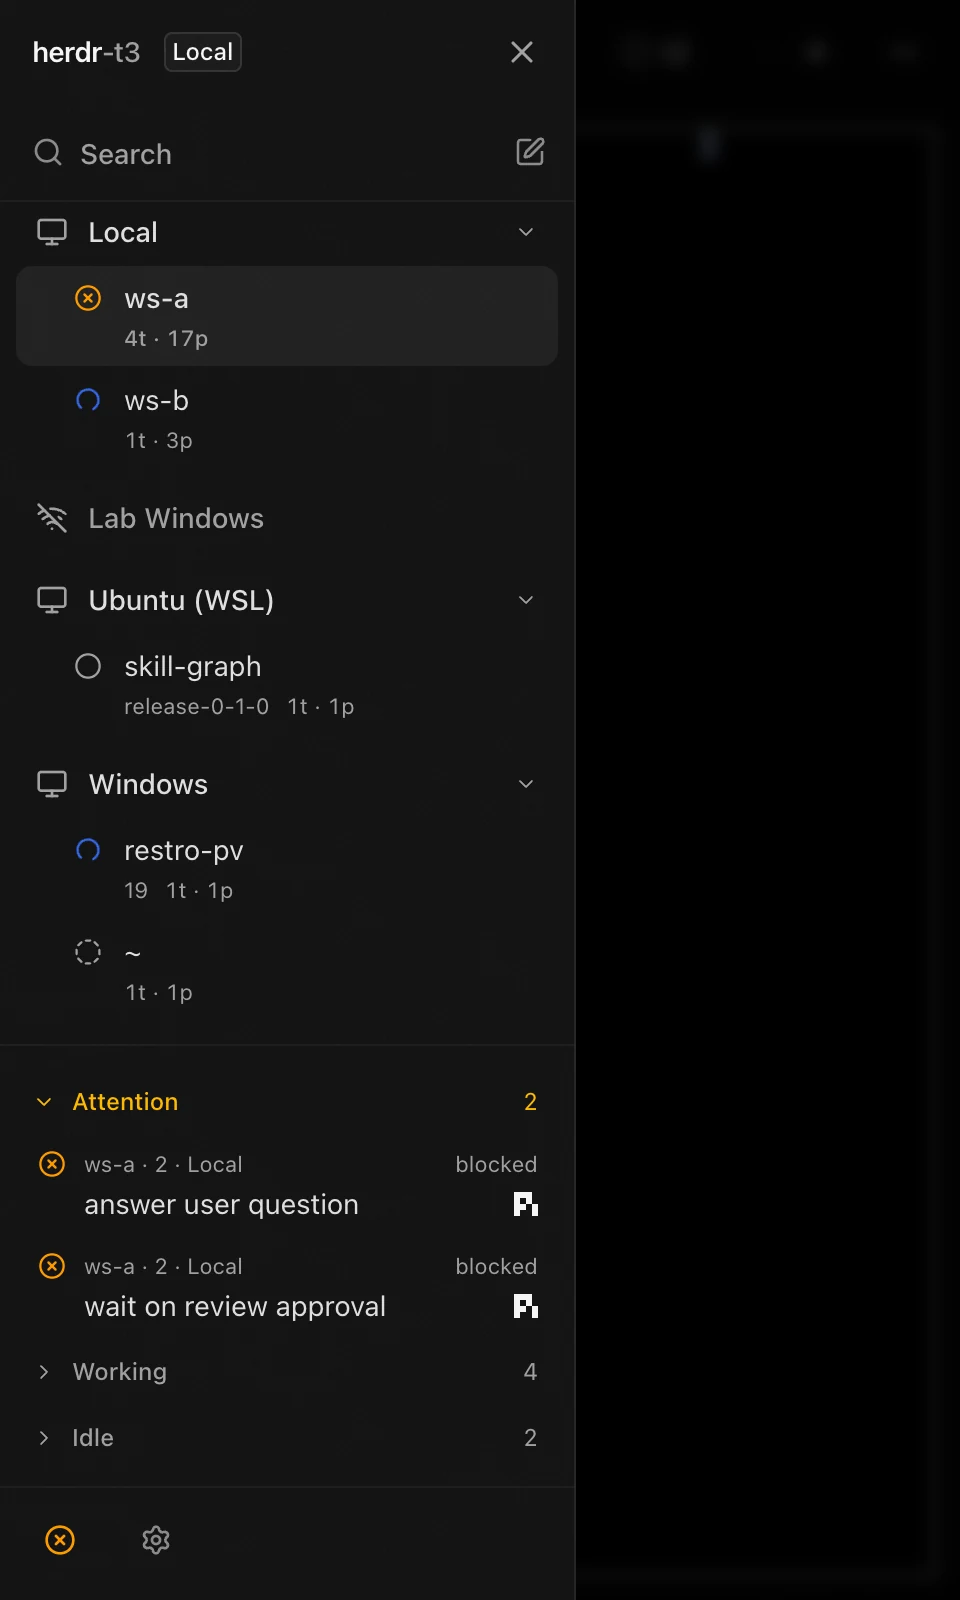 herdr-t3 Local
Search
Local
ws-a
4t · 17p
ws-b
1t · 3p
Lab Windows
Ubuntu (WSL)
skill-graph
release-0-1-0 1t · 1p
Windows
restro-pv
19 1t · 1p
~
1t · 1p
Attention 2
ws-a · 2 · Local blocked
answer user question
ws-a · 2 · Local blocked
wait on review approval
Working 4
Idle 2